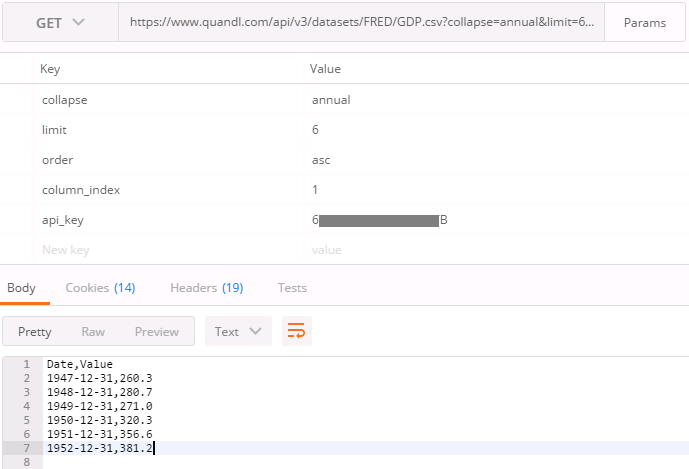 GET https://www.quandl.com/api/v3/datasets/FRED/GDP.csv?collapse=annual&limit=6... Params
Key Value
collapse annual
limit 6
order asc
column_index 1
api_key 6 B
New key value
Body Cookies (14) Headers (19) Tests
Pretty Raw Preview Text
1 Date,Value
2 1947-12-31,260.3
3 1948-12-31,280.7
4 1949-12-31,271.0
5 1950-12-31,320.3
6 1951-12-31,356.6
7 1952-12-31,381.2
8